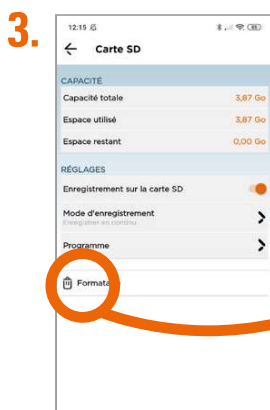 3.
12:15
Carte SD
CAPACITÉ
Capacité totale 3,87 Go
Espace utilisé 3,87 Go
Espace restant 0,00 Go
RÉGLAGES
Enregistrement sur la carte SD
Mode d'enregistrement
Enregistrer en continu
Programme